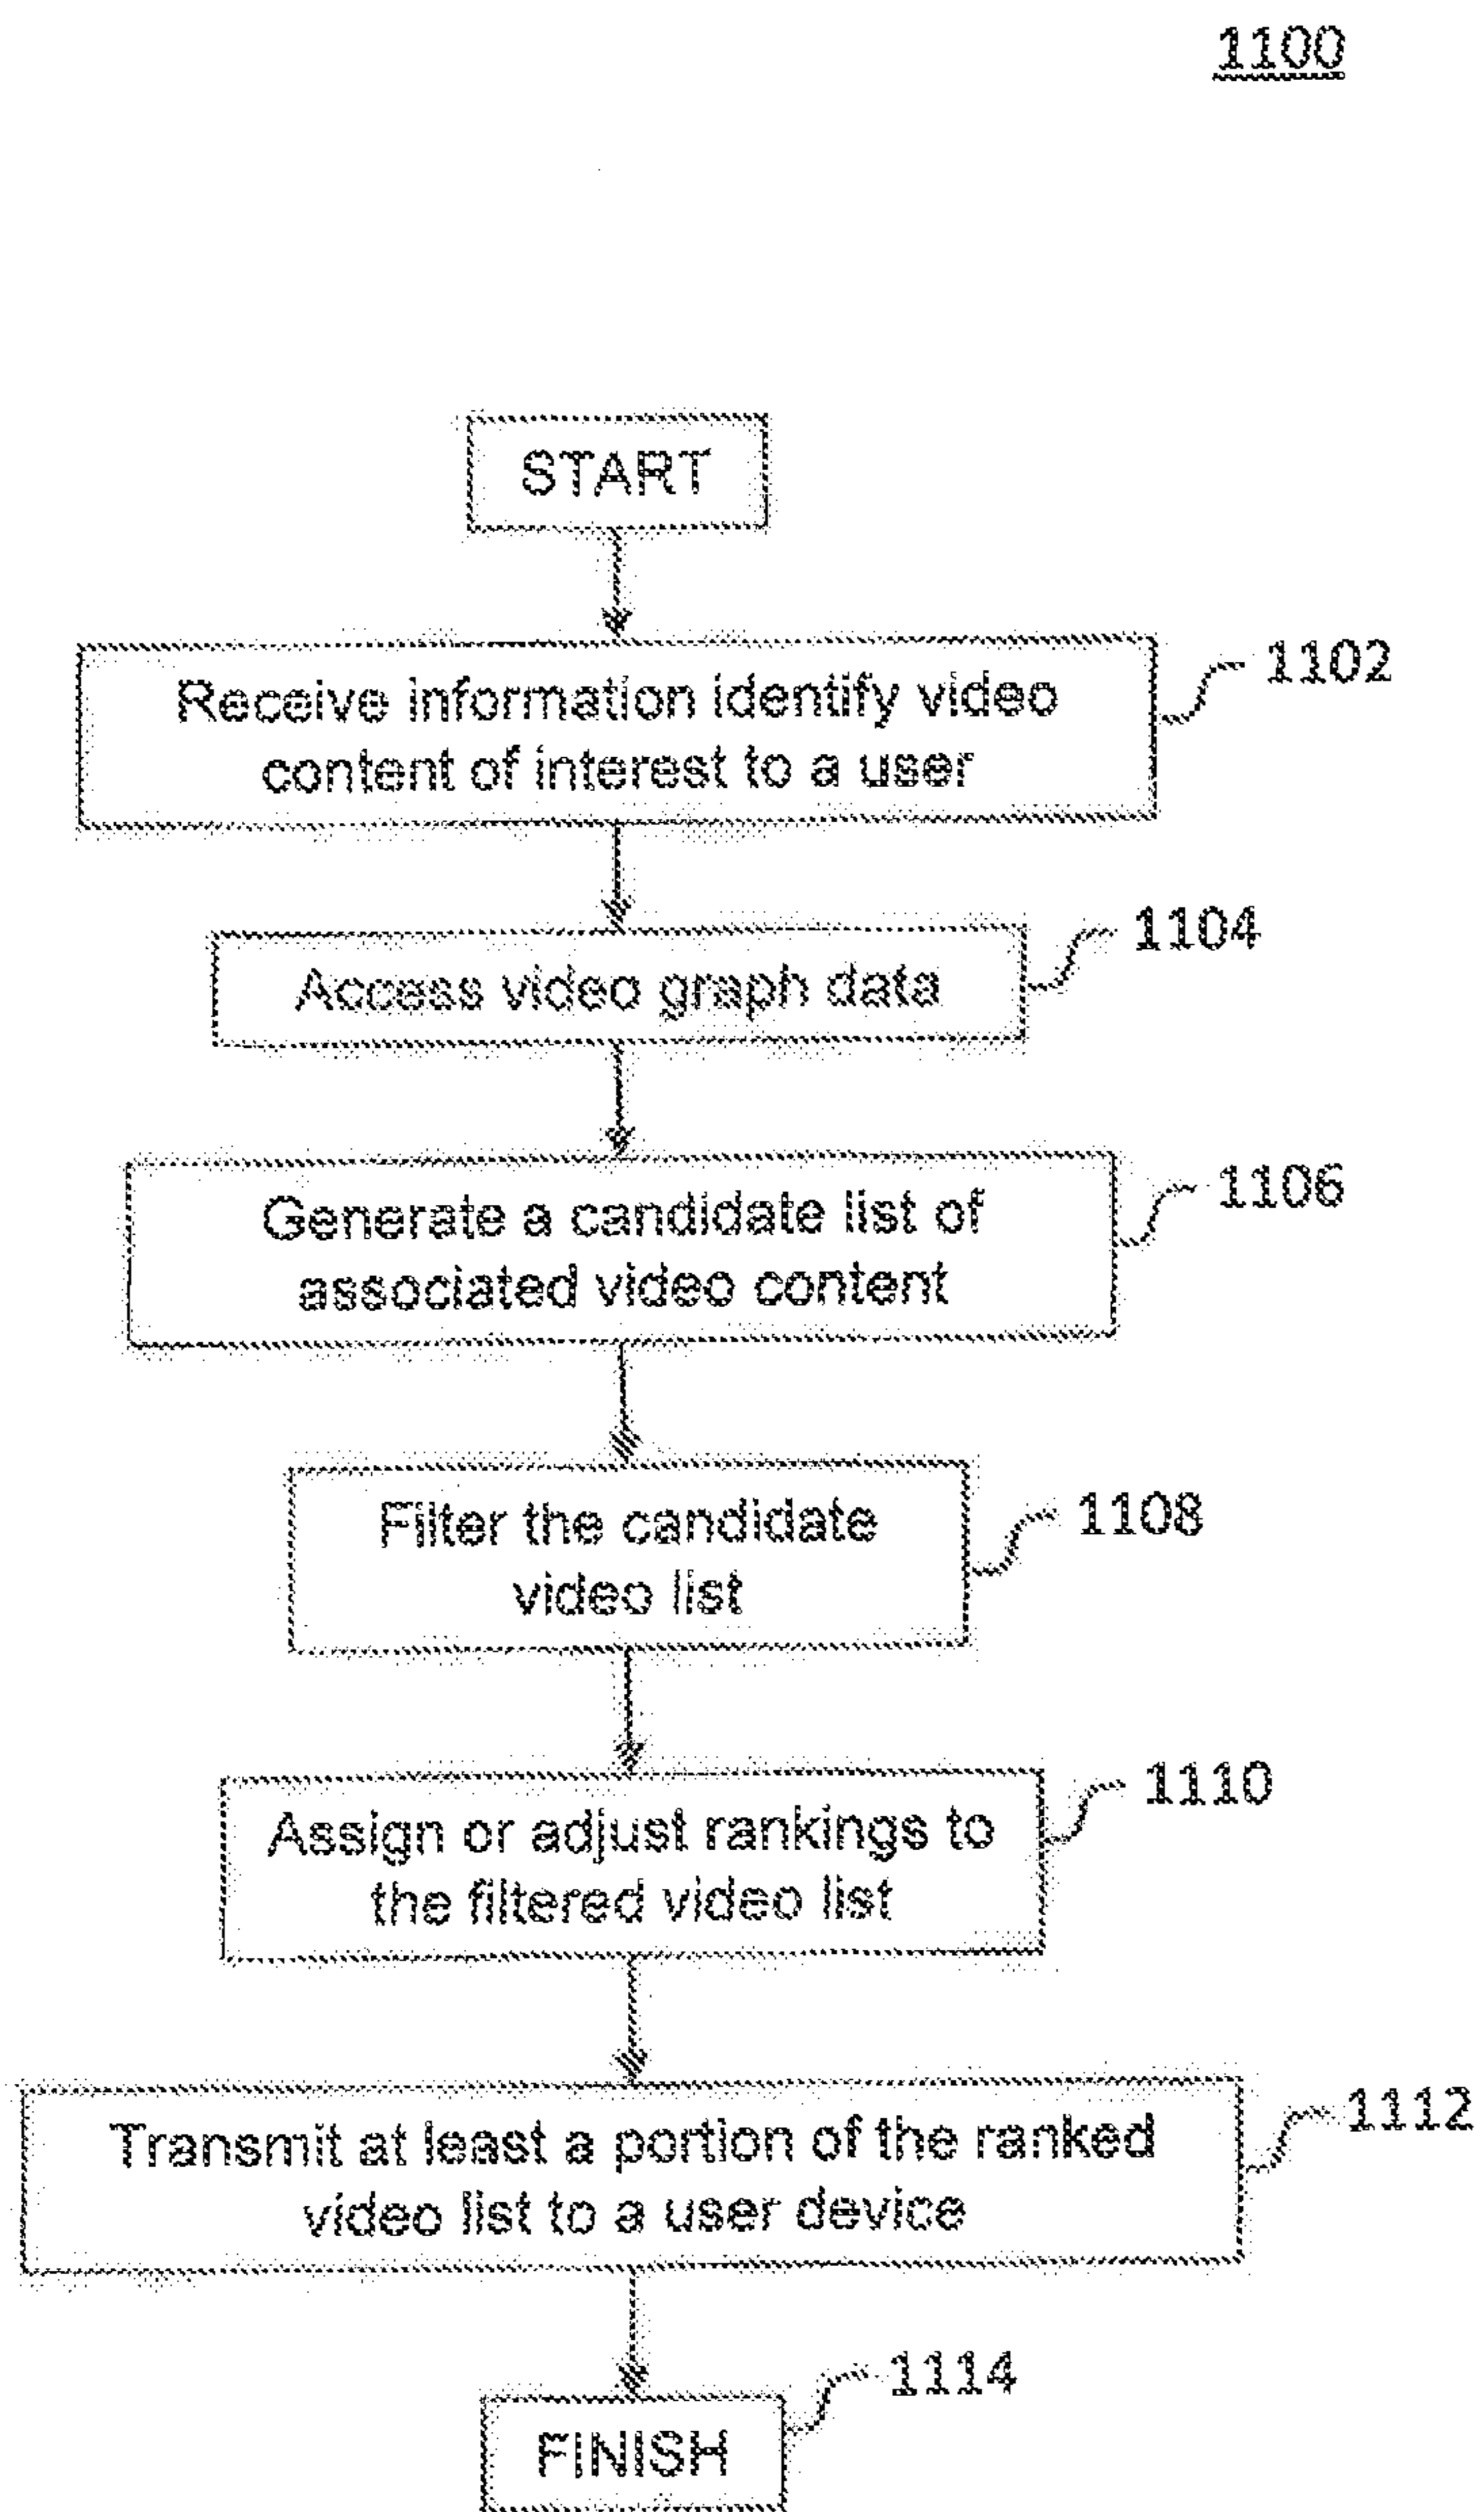 1100
START
Receive information identify video
content of interest to a user
1102
Access video graph data
1104
Generate a candidate list of
associated video content
1106
Filter the candidate
video list
1108
Assign or adjust rankings to
the filtered video list
1110
Transmit at least a portion of the ranked
video list to a user device
1112
FINISH
1114